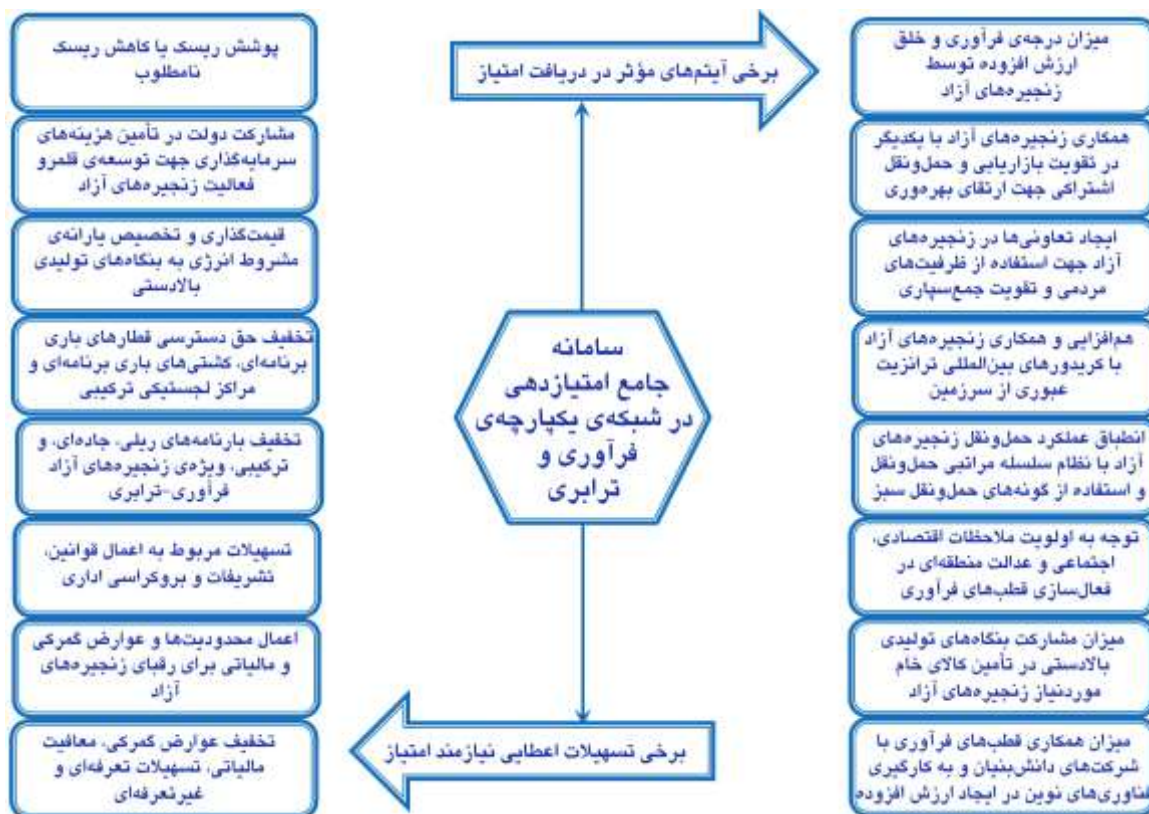 برخی آیتم‌های مؤثر در دریافت امتیاز
میزان درجه‌ی فرآوری و خلق
ارزش افزوده توسط
زنجیره‌های آزاد
همکاری زنجیره‌های آزاد با یکدیگر
در تقویت بازاریابی و حمل‌ونقل
اشتراکی جهت ارتقای بهره‌وری
ایجاد تعاونی‌ها در زنجیره‌های
آزاد جهت استفاده از ظرفیت‌های
مردمی و تقویت جمع‌سپاری
هم‌افزایی و همکاری زنجیره‌های آزاد
با کریدورهای بین‌المللی ترانزیت
عبوری از سرزمین
انطباق عملکرد حمل‌ونقل زنجیره‌های
آزاد با نظام سلسله مراتبی حمل‌ونقل
و استفاده از گونه‌های حمل‌ونقل سبز
توجه به اولویت ملاحظات اقتصادی،
اجتماعی و عدالت منطقه‌ای در
فعال‌سازی قطب‌های فرآوری
میزان مشارکت بنگاه‌های تولیدی
بالادستی در تأمین کالای خام
موردنیاز زنجیره‌های آزاد
میزان همکاری قطب‌های فرآوری با
شرکت‌های دانش‌بنیان و به کارگیری
فناوری‌های نوین در ایجاد ارزش افزوده
سامانه
جامع امتیازدهی
در شبکه‌ی یکپارچه‌ی
فرآوری و
ترابری
برخی تسهیلات اعطایی نیازمند امتیاز
پوشش ریسک یا کاهش ریسک
نامطلوب
مشارکت دولت در تأمین هزینه‌های
سرمایه‌گذاری جهت توسعه‌ی قلمرو
فعالیت زنجیره‌های آزاد
قیمت‌گذاری و تخصیص یارانه‌ی
مشروط انرژی به بنگاه‌های تولیدی
بالادستی
تخفیف حق دسترسی قطارهای باری
برنامه‌ای، کشتی‌های باری برنامه‌ای و
مراکز لجستیکی ترکیبی
تخفیف بارنامه‌های ریلی، جاده‌ای، و
ترکیبی، ویژه‌ی زنجیره‌های آزاد
فرآوری-ترابری
تسهیلات مربوط به اعمال قوانین،
تشریفات و بروکراسی اداری
اعمال محدودیت‌ها و عوارض گمرکی
و مالیاتی برای رقبای زنجیره‌های
آزاد
تخفیف عوارض گمرکی، معافیت
مالیاتی، تسهیلات تعرفه‌ای و
غیرتعرفه‌ای